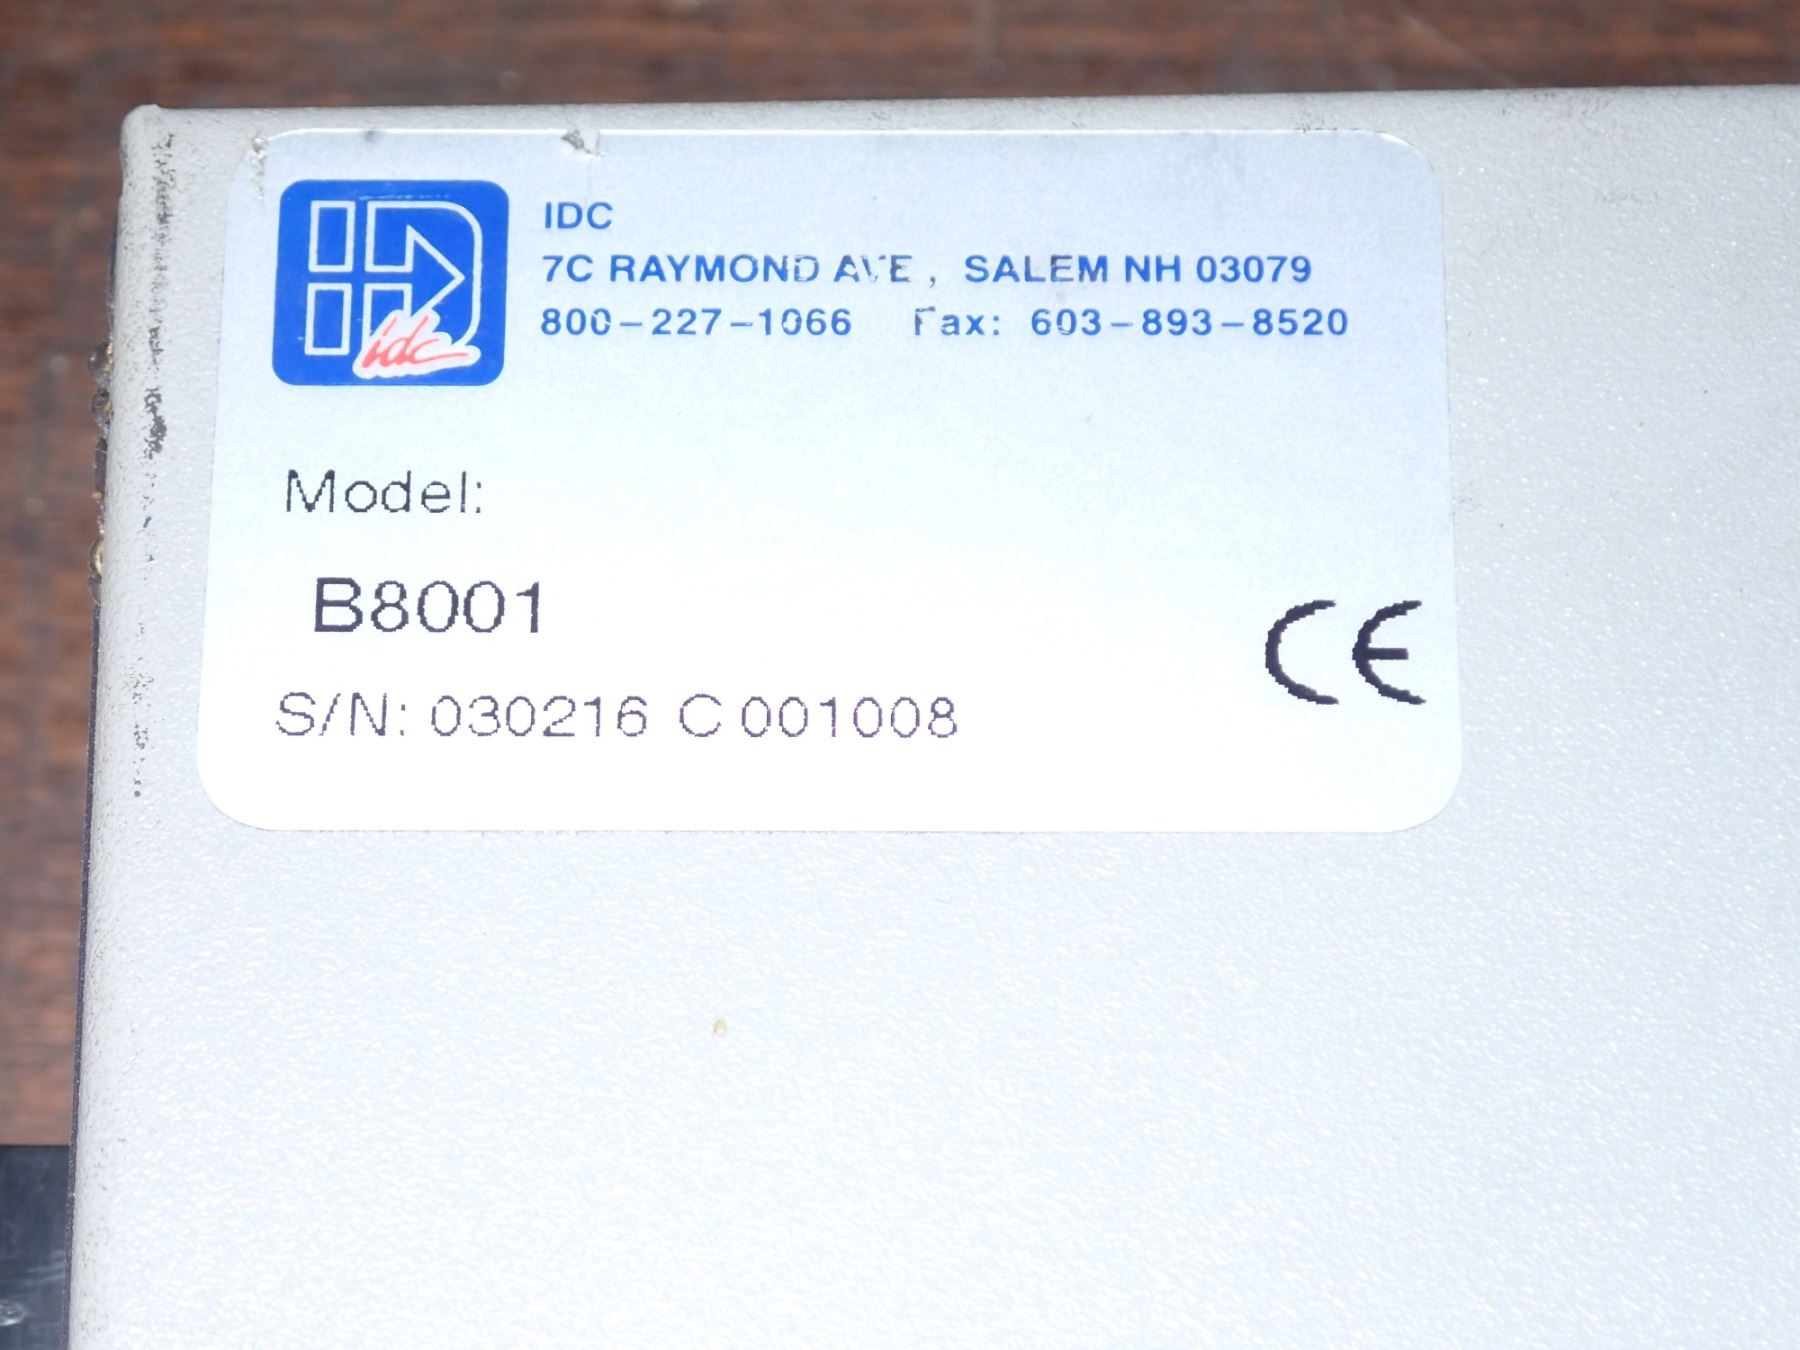 IDC
7C RAYMOND AVE, SALEM NH 03079
800-227-1066 Fax: 603-893-8520
ID
idc
Model:
B8001
CE
S/N: 030216 C 001008